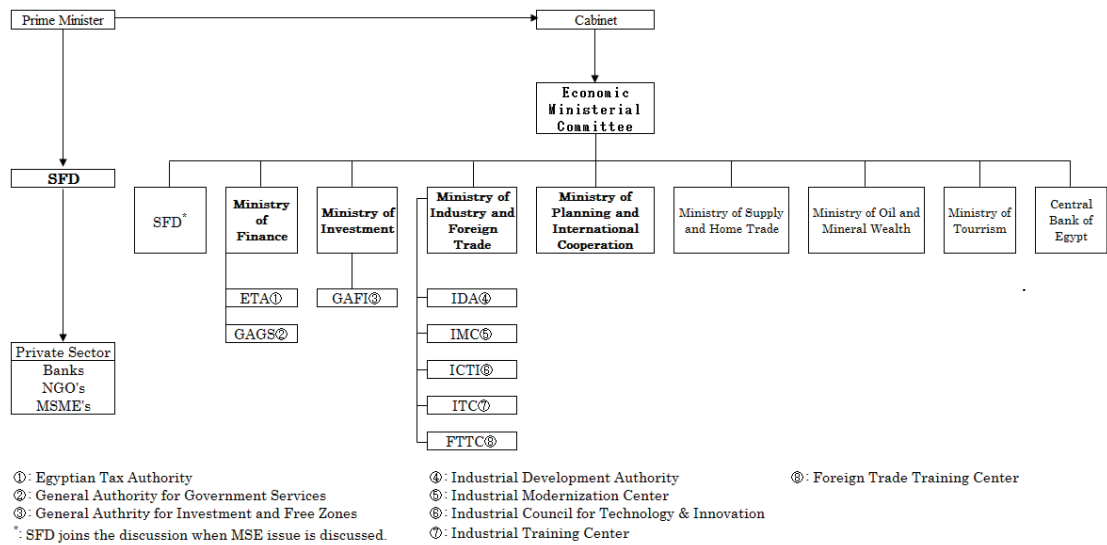 Prime Minister
Cabinet
Economic
Ministerial
Committee
SFD
SFD*
Ministry
of
Finance
Ministry of
Investment
Ministry of
Industry and
Foreign
Trade
Ministry of
Planning and
International
Cooperation
Ministry of Supply
and Home Trade
Ministry of Oil and
Mineral Wealth
Ministry of
Tourrism
Central
Bank of
Egypt
ETA①
GAGS②
GAFI③
IDA④
IMC⑤
ICTI⑥
ITC⑦
FTTC⑧
Private Sector
Banks
NGO's
MSME's
①: Egyptian Tax Authority
②: General Authority for Government Services
③: General Authrity for Investment and Free Zones
*: SFD joins the discussion when MSE issue is discussed.
④: Industrial Development Authority
⑤: Industrial Modernization Center
⑥: Industrial Council for Technology & Innovation
⑦: Industrial Training Center
⑧: Foreign Trade Training Center